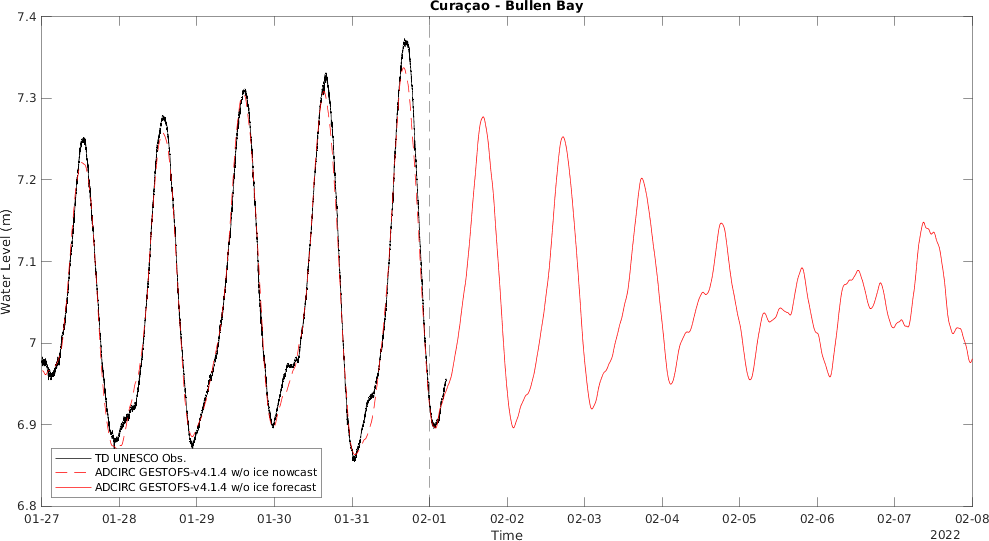 Curaçao - Bullen Bay
7.4
7.3
7.2
7.1
7
6.9
6.8
Water Level (m)
TD UNESCO Obs.
ADCIRC GESTOFS-v4.1.4 w/o ice nowcast
ADCIRC GESTOFS-v4.1.4 w/o ice forecast
01-27 01-28 01-29 01-30 01-31 02-01 02-02 02-03 02-04 02-05 02-06 02-07 02-08
Time
2022